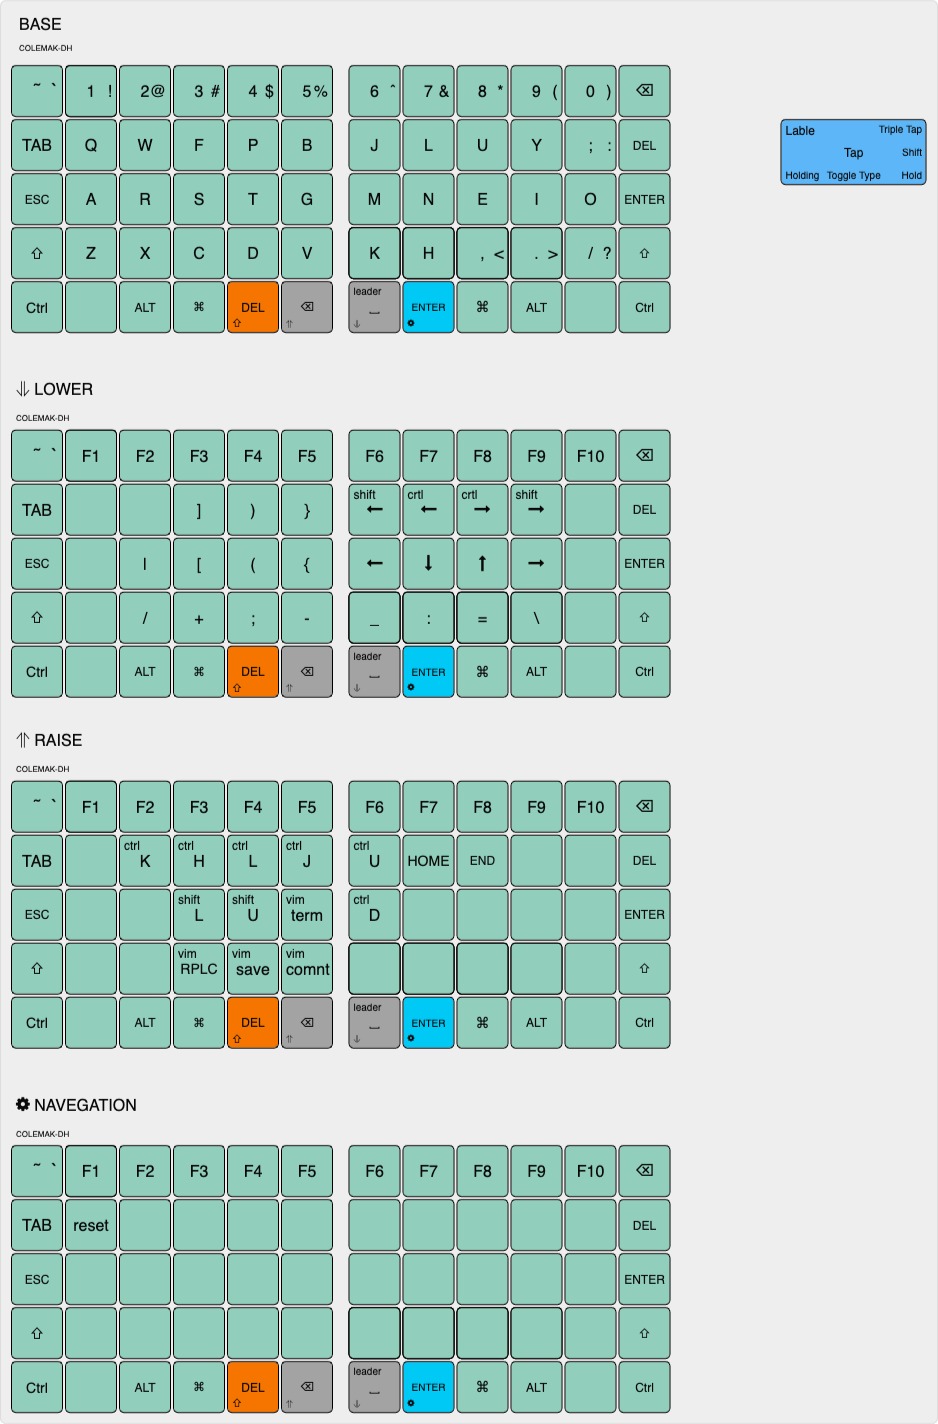 BASE
COLEMAK-DH
~ ` 1 ! 2 @ 3 # 4 $ 5 % 6 ^ 7 & 8 * 9 ( 0 ) ⌫
TAB Q W F P B J L U Y ; : DEL
ESC A R S T G M N E I O ENTER
⇧ Z X C D V K H , < . > / ? ⇧
leader
Ctrl ALT ⌘ DEL ⌫ ⎵ ENTER ⌘ ALT Ctrl
⇧ ⥣ ↓ ⚙
Lable Triple Tap
Tap Shift
Holding Toggle Type Hold
⥥ LOWER
COLEMAK-DH
~ ` F1 F2 F3 F4 F5 F6 F7 F8 F9 F10 ⌫
shift crtl crtl shift
TAB ] ) } ← ← → → DEL
ESC | [ ( { ← ↓ ↑ → ENTER
⇧ / + ; - _ : = \ ⇧
leader
Ctrl ALT ⌘ DEL ⌫ ⎵ ENTER ⌘ ALT Ctrl
⇧ ⥣ ↓ ⚙
⥣ RAISE
COLEMAK-DH
~ ` F1 F2 F3 F4 F5 F6 F7 F8 F9 F10 ⌫
ctrl ctrl ctrl ctrl ctrl
TAB K H L J U HOME END DEL
shift shift vim ctrl
ESC L U term D ENTER
vim vim vim
⇧ RPLC save comnt ⇧
leader
Ctrl ALT ⌘ DEL ⌫ ⎵ ENTER ⌘ ALT Ctrl
⇧ ⥣ ↓ ⚙
⚙ NAVEGATION
COLEMAK-DH
~ ` F1 F2 F3 F4 F5 F6 F7 F8 F9 F10 ⌫
TAB reset DEL
ESC ENTER
⇧ ⇧
leader
Ctrl ALT ⌘ DEL ⌫ ⎵ ENTER ⌘ ALT Ctrl
⇧ ⥣ ↓ ⚙